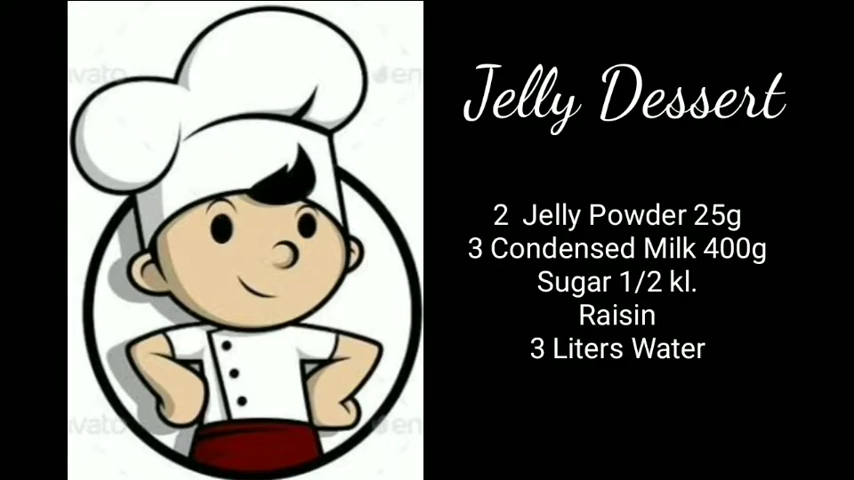 Jelly Dessert
2 Jelly Powder 25g
3 Condensed Milk 400g
Sugar 1/2 kl.
Raisin
3 Liters Water